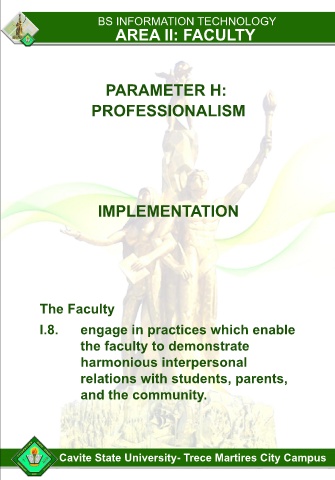 BS INFORMATION TECHNOLOGY
AREA II: FACULTY
PARAMETER H:
PROFESSIONALISM
IMPLEMENTATION
The Faculty
I.8. engage in practices which enable
the faculty to demonstrate
harmonious interpersonal
relations with students, parents,
and the community.
Cavite State University- Trece Martires City Campus